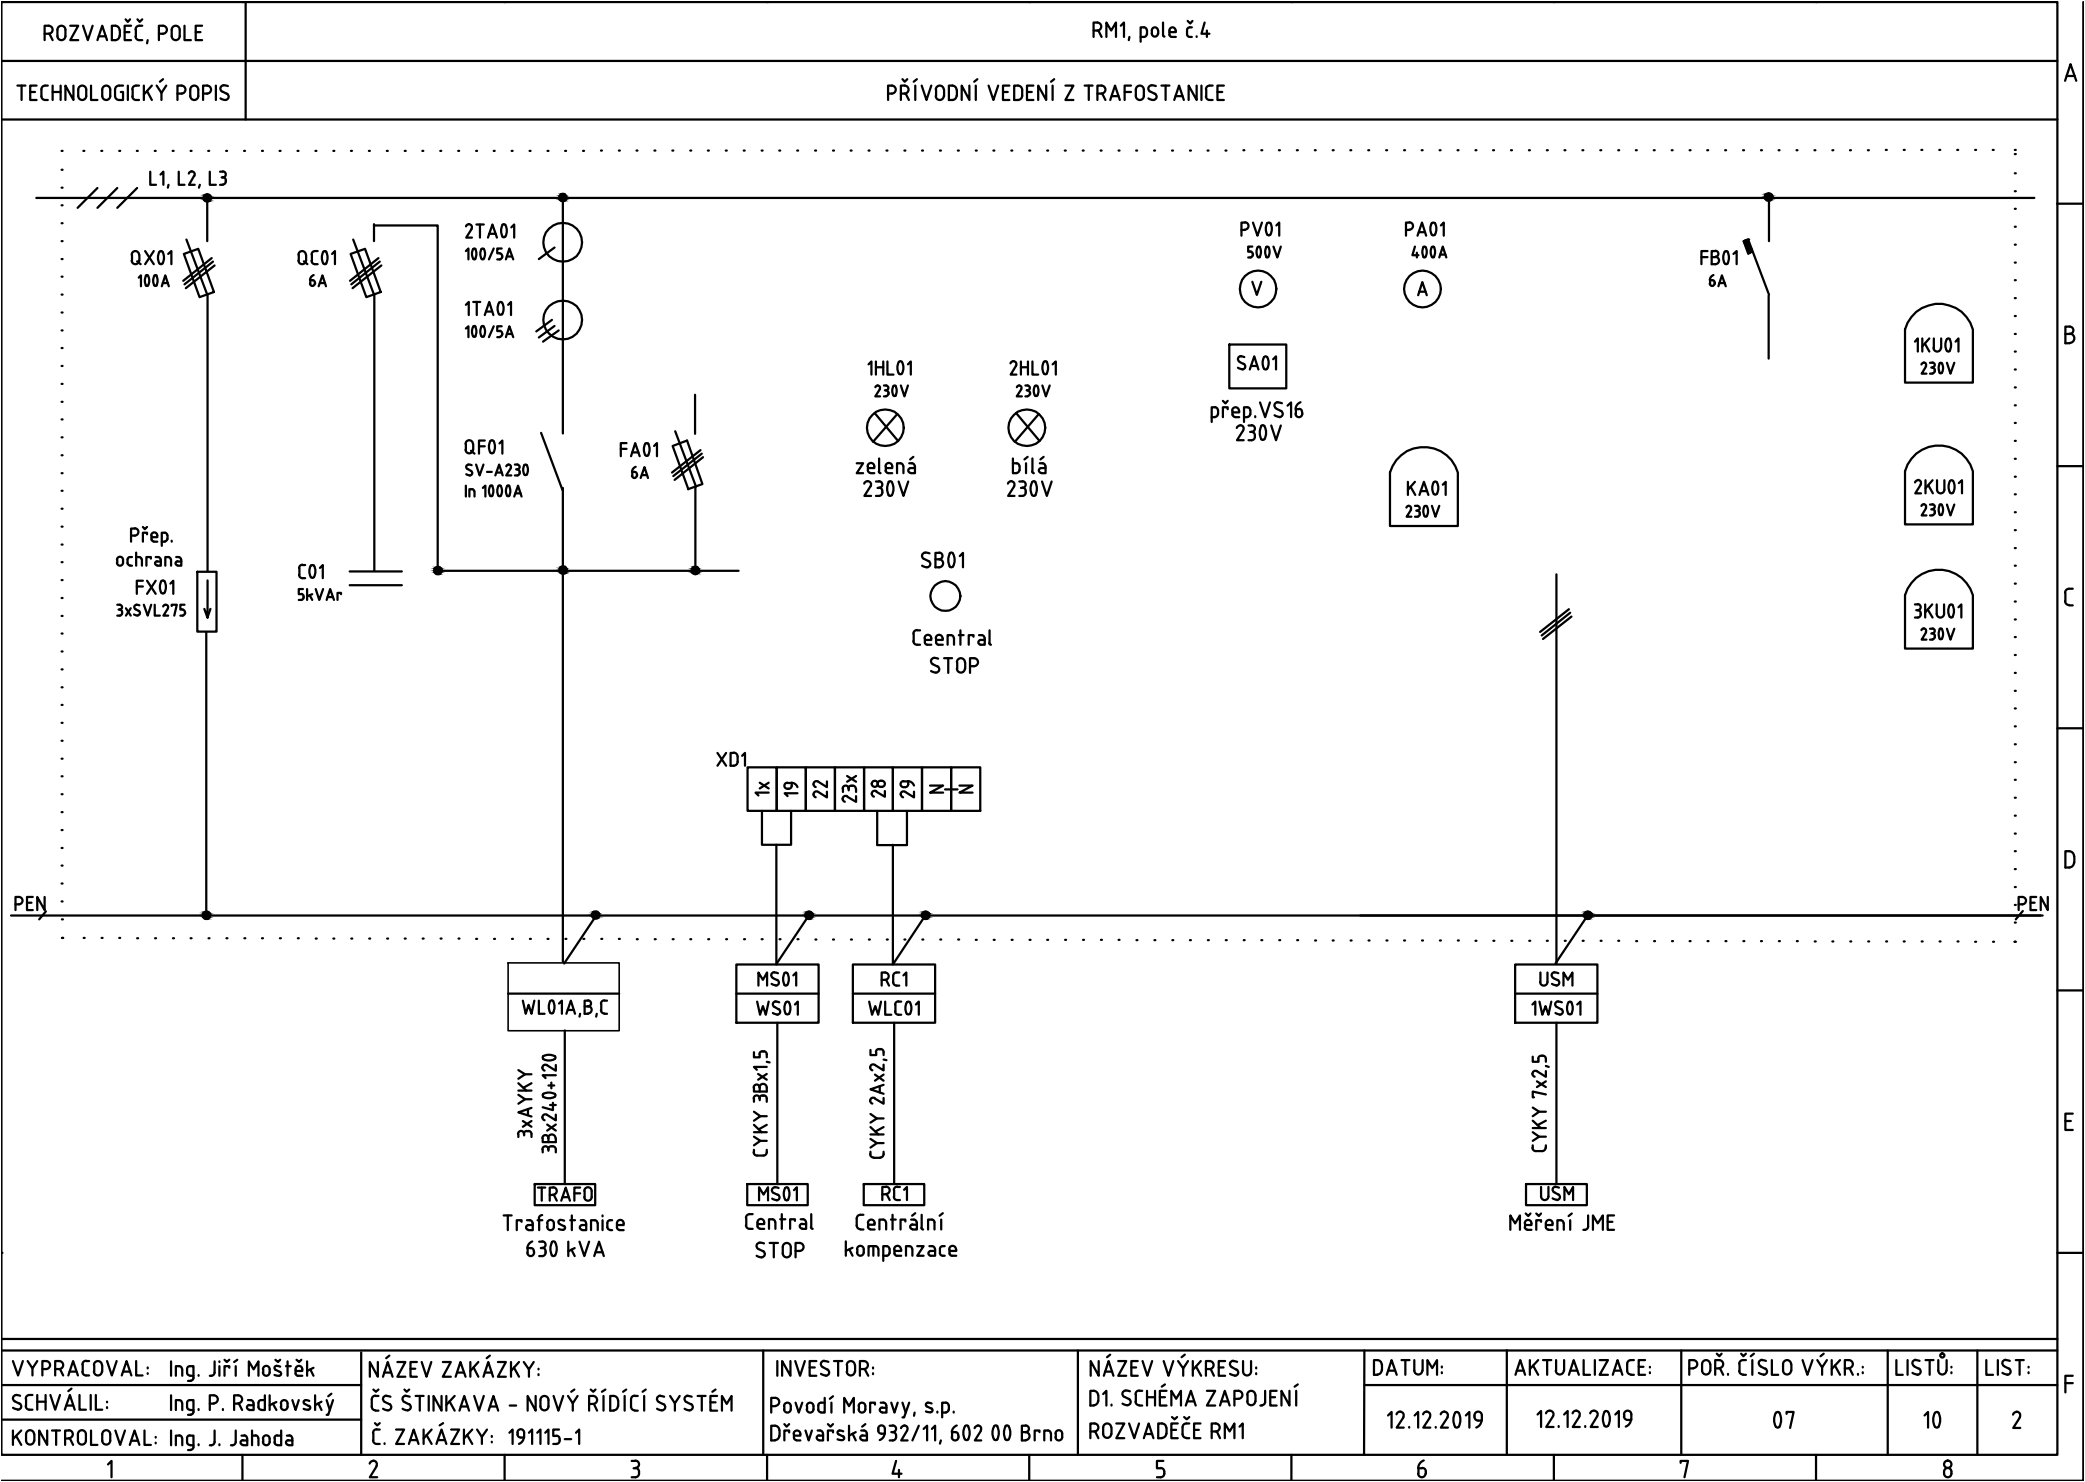 ROZVADĚČ, POLE
RM1, pole č.4
TECHNOLOGICKÝ POPIS
PŘÍVODNÍ VEDENÍ Z TRAFOSTANICE
A
L1, L2, L3
QX01
100A
QC01
6A
2TA01
100/5A
1TA01
100/5A
PV01
500V
V
PA01
400A
A
FB01
6A
B
SA01
přep.VS16
230V
1KU01
230V
1HL01
230V
zelená
230V
2HL01
230V
bílá
230V
QF01
SV-A230
In 1000A
FA01
6A
KA01
230V
2KU01
230V
Přep.
ochrana
FX01
3xSVL275
C01
5kVAr
SB01
Ceentral
STOP
3KU01
230V
C
XD1
1x
19
22
23x
28
29
N
N
D
PEN
PEN
WL01A,B,C
MS01
WS01
RC1
WLC01
USM
1WS01
3xAYKY
3Bx240+120
CYKY 3Bx1,5
CYKY 2Ax2,5
CYKY 7x2,5
E
TRAFO
Trafostanice
630 kVA
MS01
Central
STOP
RC1
Centrální
kompenzace
USM
Měření JME
VYPRACOVAL: Ing. Jiří Moštěk
SCHVÁLIL: Ing. P. Radkovský
KONTROLOVAL: Ing. J. Jahoda
NÁZEV ZAKÁZKY:
ČS ŠTINKAVA - NOVÝ ŘÍDÍCÍ SYSTÉM
Č. ZAKÁZKY: 191115-1
INVESTOR:
Povodí Moravy, s.p.
Dřevařská 932/11, 602 00 Brno
NÁZEV VÝKRESU:
D1. SCHÉMA ZAPOJENÍ
ROZVADĚČE RM1
DATUM:
12.12.2019
AKTUALIZACE:
12.12.2019
POŘ. ČÍSLO VÝKR.:
07
LISTŮ:
10
LIST:
2
F
1 2 3 4 5 6 7 8